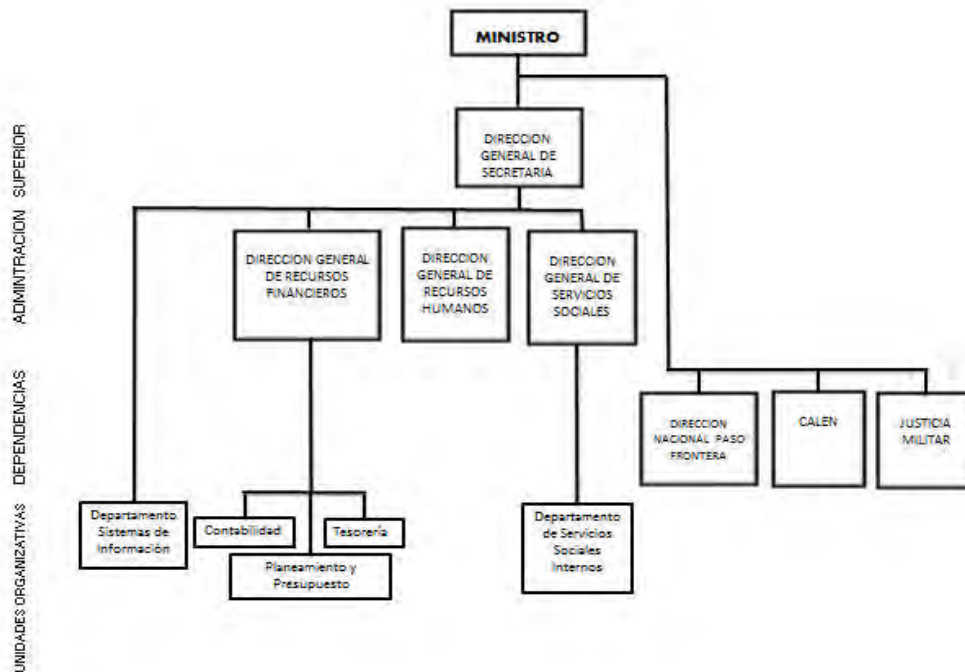 MINISTRO
DIRECCION
GENERAL DE
SECRETARIA
DIRECCION GENERAL
DE RECURSOS
FINANCIEROS
DIRECCION
GENERAL DE
RECURSOS
HUMANOS
DIRECCION
GENERAL DE
SERVICIOS
SOCIALES
DIRECCION
NACIONAL PASO
FRONTERA
CALEN
JUSTICIA
MILITAR
Departamento
Sistemas de
Información
Contabilidad
Tesorería
Planeamiento y
Presupuesto
Departamento
de Servicios
Sociales
Internos
ADMINITRACION SUPERIOR
DEPENDENCIAS
UNIDADES ORGANIZATIVAS